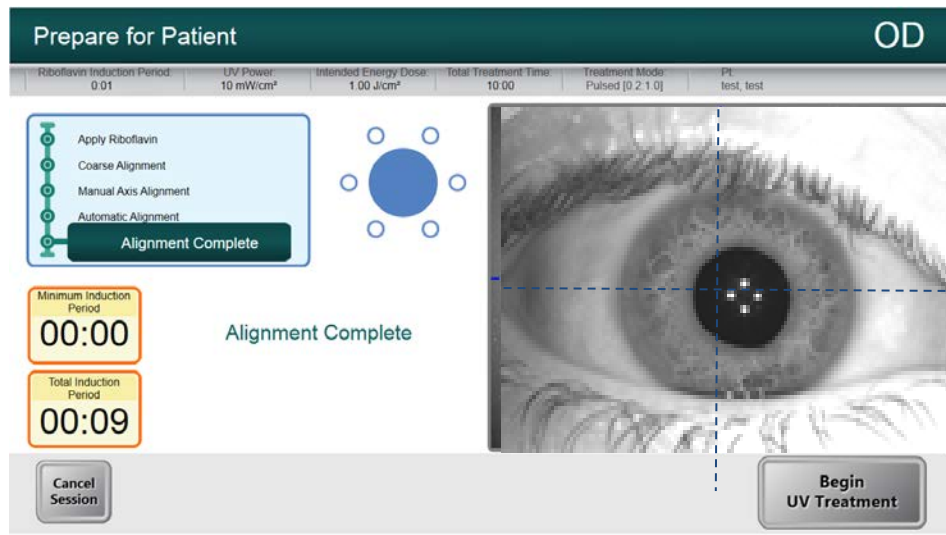 Prepare for Patient
OD
Riboflavin Induction Period: UV Power: Intended Energy Dose: Total Treatment Time: Treatment Mode: Pt.
0:01 10 mW/cm² 1.00 J/cm² 10:00 Pulsed [0.2:1.0] test, test
Apply Riboflavin
Coarse Alignment
Manual Axis Alignment
Automatic Alignment
Alignment Complete
Minimum Induction
Period
00:00
Alignment Complete
Total Induction
Period
00:09
Cancel
Session
Begin
UV Treatment